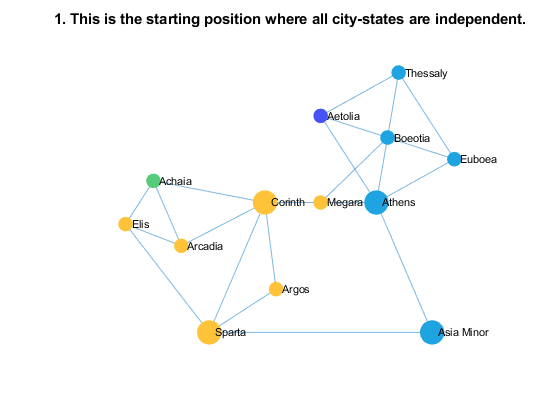 1. This is the starting position where all city-states are independent.
Thessaly
Aetolia
Boeotia
Euboea
Achaia
Corinth
Megara
Athens
Elis
Arcadia
Argos
Sparta
Asia Minor